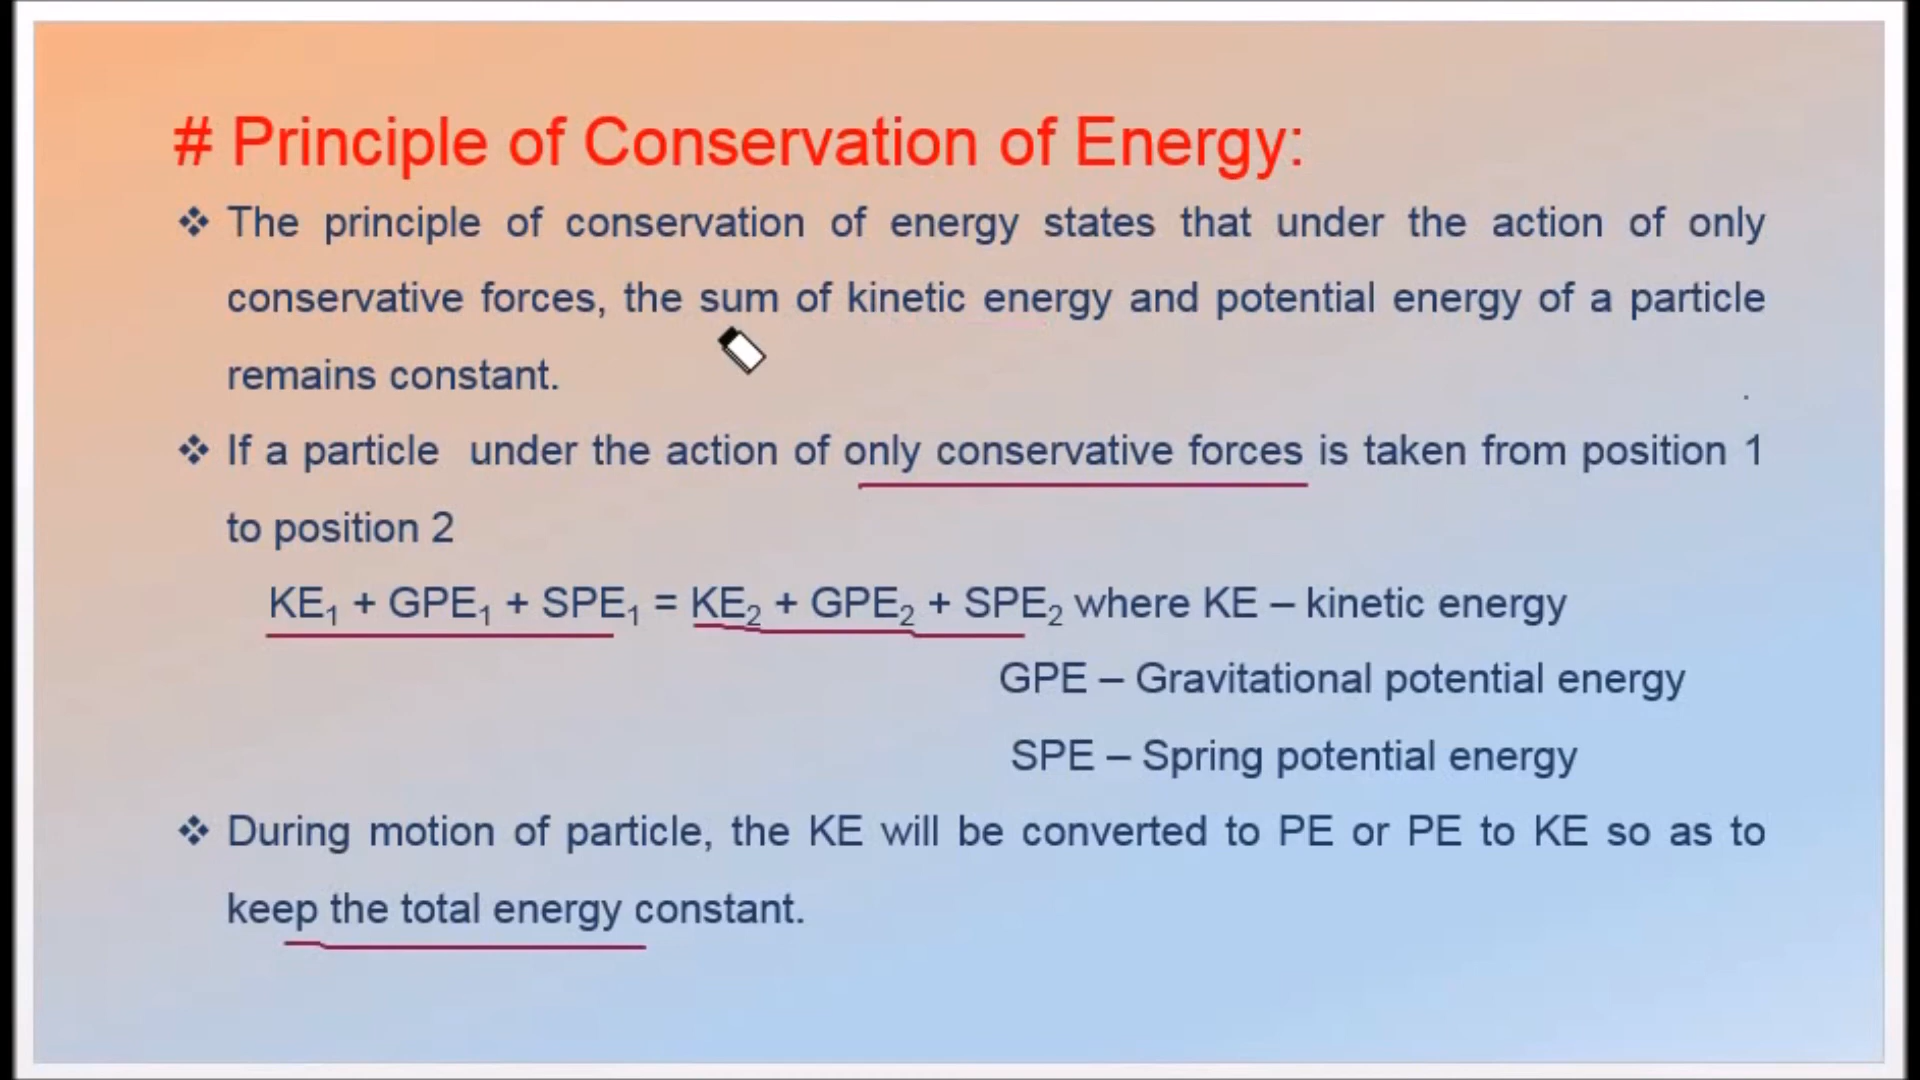 # Principle of Conservation of Energy:
❖ The principle of conservation of energy states that under the action of only
conservative forces, the sum of kinetic energy and potential energy of a particle
remains constant.
❖ If a particle under the action of only conservative forces is taken from position 1
to position 2
KE₁ + GPE₁ + SPE₁ = KE₂ + GPE₂ + SPE₂ where KE – kinetic energy
GPE – Gravitational potential energy
SPE – Spring potential energy
❖ During motion of particle, the KE will be converted to PE or PE to KE so as to
keep the total energy constant.